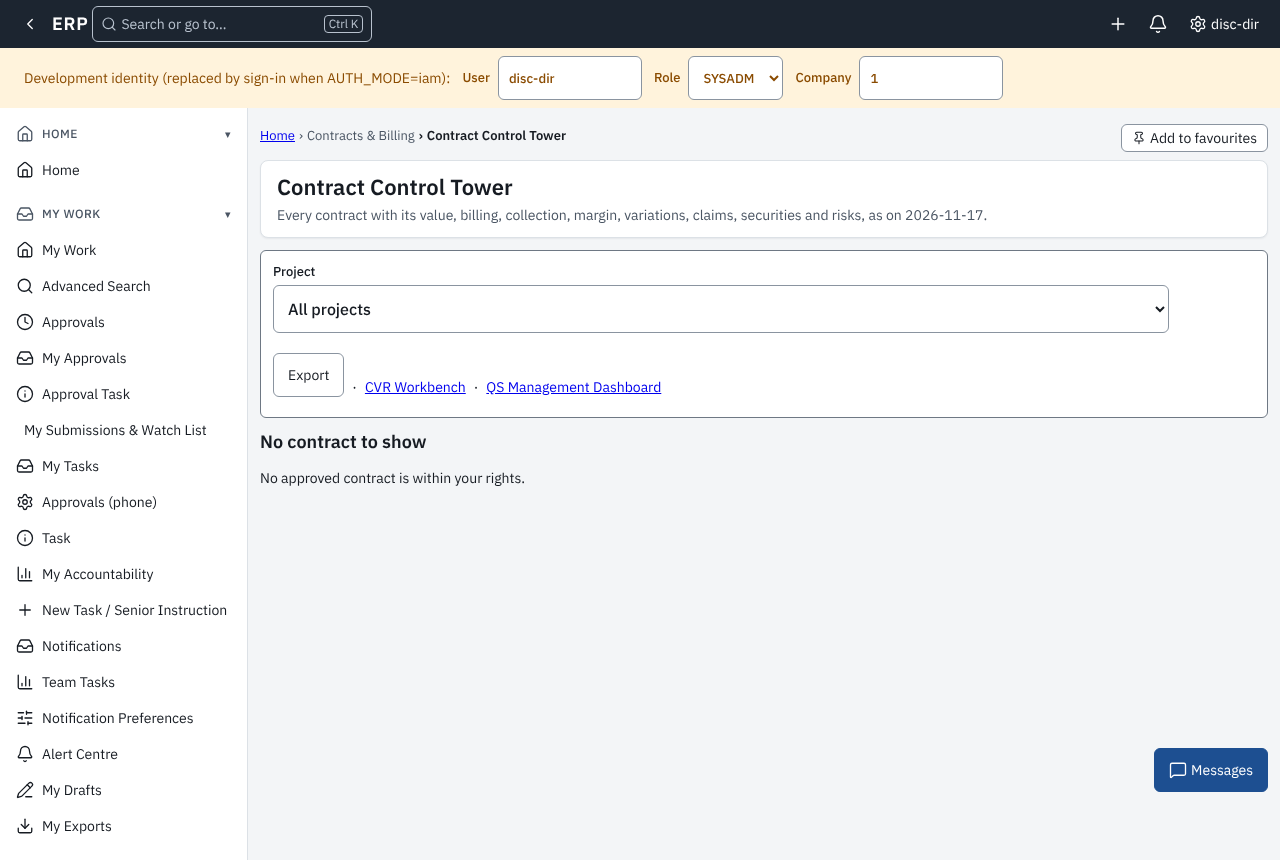 ERP
Search or go to...
Ctrl K
disc-dir
Development identity (replaced by sign-in when AUTH_MODE=iam):
User
disc-dir
Role
SYSADM
Company
1
HOME
Home
MY WORK
My Work
Advanced Search
Approvals
My Approvals
Approval Task
My Submissions & Watch List
My Tasks
Approvals (phone)
Task
My Accountability
New Task / Senior Instruction
Notifications
Team Tasks
Notification Preferences
Alert Centre
My Drafts
My Exports
Home › Contracts & Billing › Contract Control Tower
Add to favourites
Contract Control Tower
Every contract with its value, billing, collection, margin, variations, claims, securities and risks, as on 2026-11-17.
Project
All projects
Export · CVR Workbench · QS Management Dashboard
No contract to show
No approved contract is within your rights.
Messages